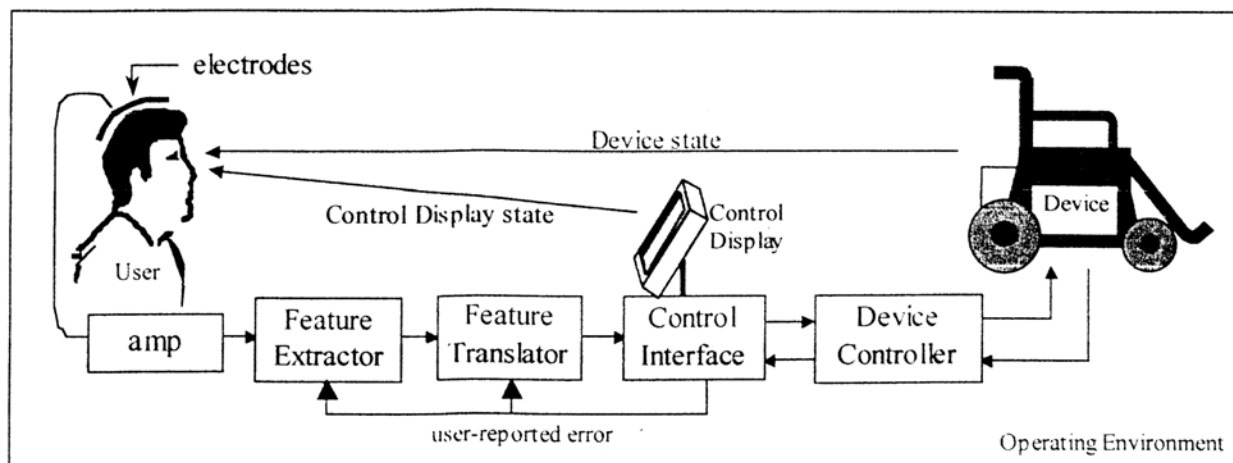 electrodes
Device state
Control Display state
Control
Display
Device
User
amp
Feature
Extractor
Feature
Translator
Control
Interface
Device
Controller
user-reported error
Operating Environment